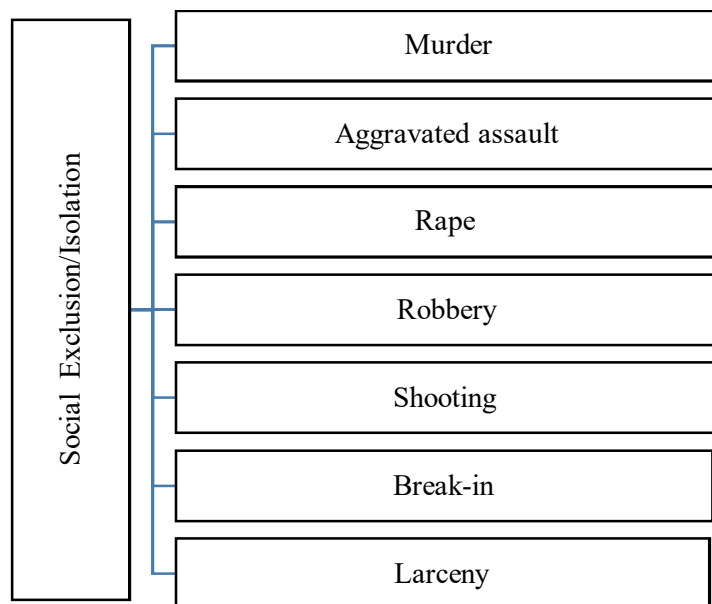 Social Exclusion/Isolation
Murder
Aggravated assault
Rape
Robbery
Shooting
Break-in
Larceny